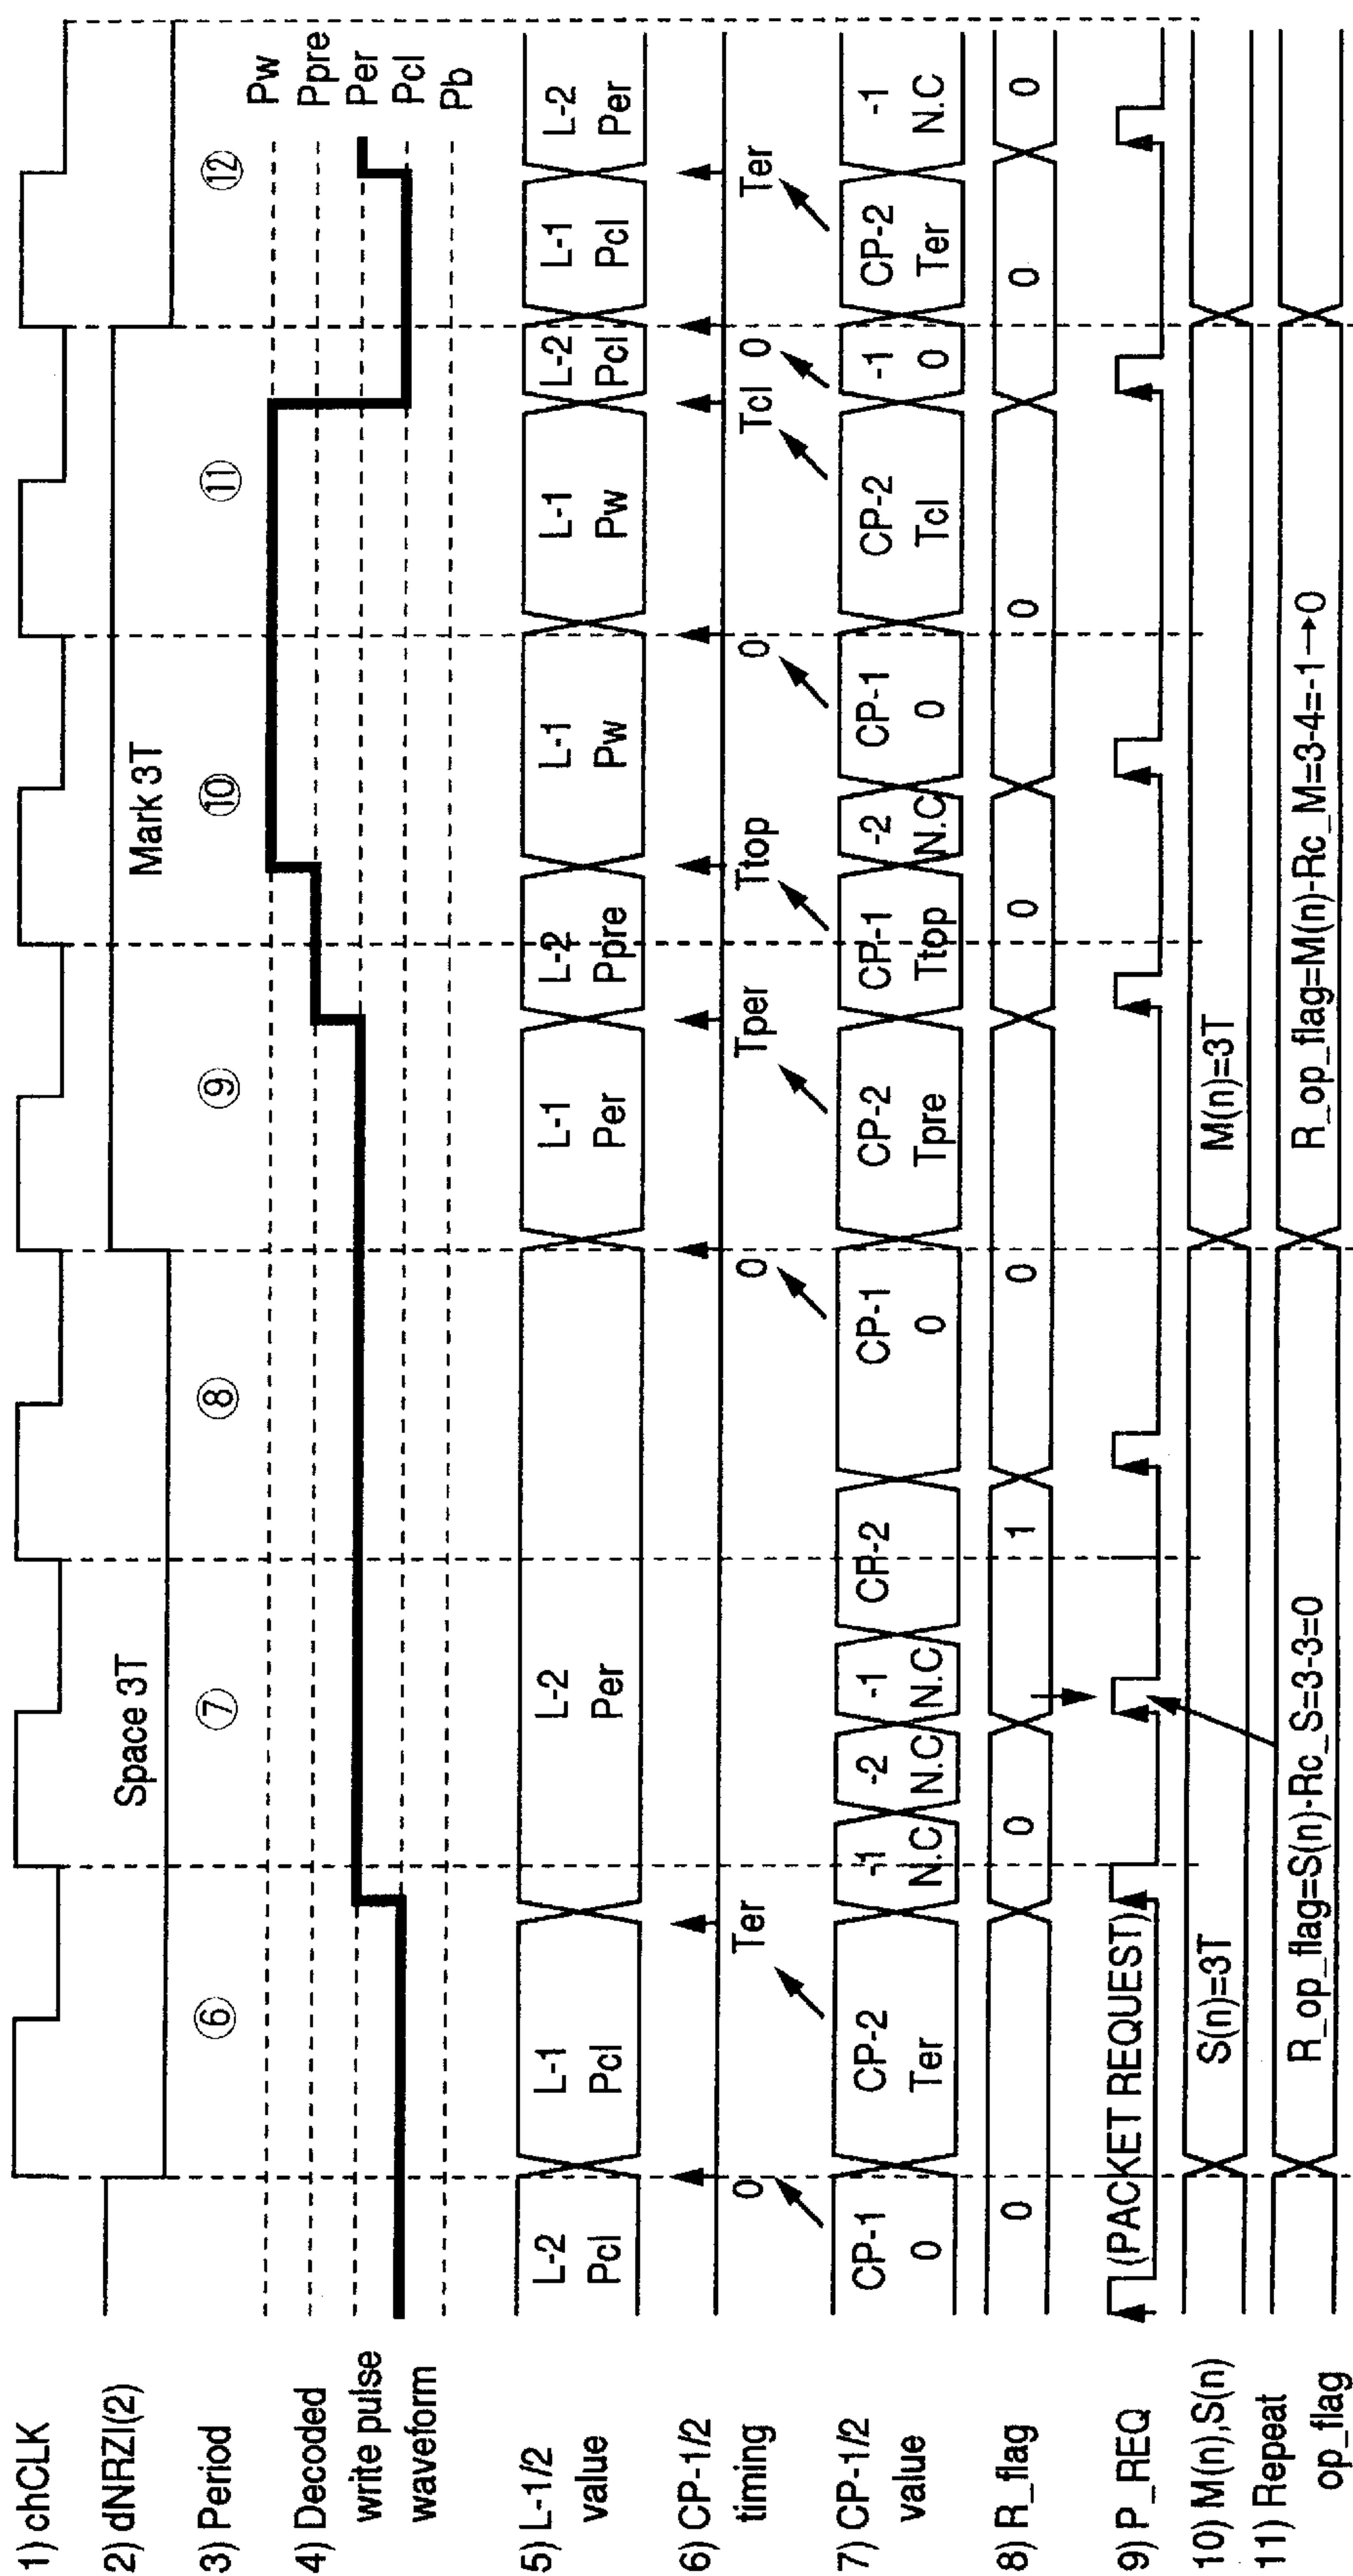 1) chCLK
2) dNRZI(2)
Space 3T
Mark 3T
3) Period
⑥
⑦
⑧
⑨
⑩
⑪
⑫
4) Decoded
write pulse
waveform
Pw
Ppre
Per
Pcl
Pb
5) L-1/2
value
L-2
Pcl
L-1
Pcl
L-2
Per
L-1
Per
L-2
Ppre
L-1
Pw
L-1
Pw
L-2
Pcl
L-1
Pcl
L-2
Per
6) CP-1/2
timing
0
Ter
0
Tper
Ttop
0
Tcl
0
Ter
7) CP-1/2
value
CP-1
0
CP-2
Ter
-1
N.C
-2
N.C
-1
N.C
CP-2
CP-1
0
CP-2
Tpre
CP-1
Ttop
-2
N.C
CP-1
0
CP-2
Tcl
-1
0
CP-2
Ter
-1
N.C
8) R_flag
0
0
1
0
0
0
0
0
9) P_REQ
(PACKET REQUEST)
10) M(n),S(n)
S(n)=3T
M(n)=3T
11) Repeat
op_flag
R_op_flag=S(n)-Rc_S=3-3=0
R_op_flag=M(n)-Rc_M=3-4=-1→0